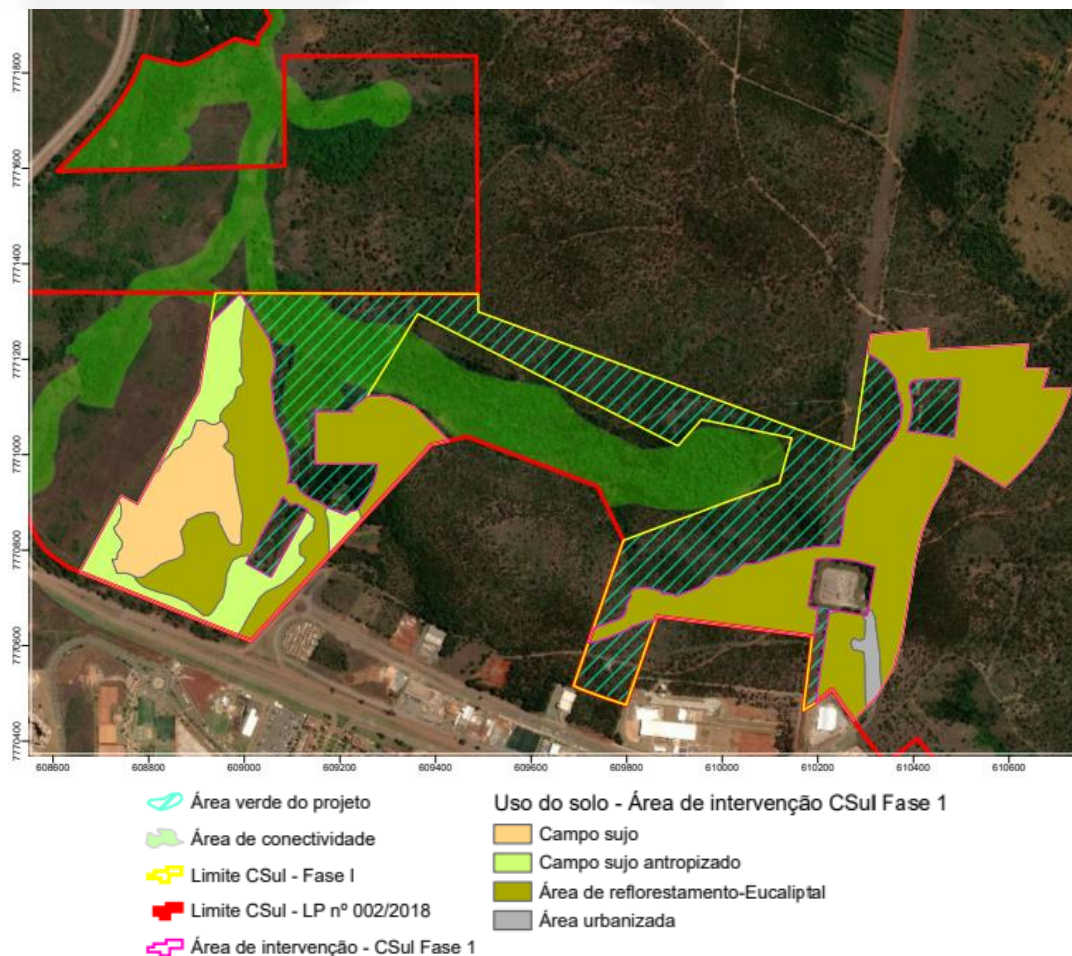 7771800
7771600
7771400
7771200
7771000
7770800
7770600
7770400
608600 608800 609000 609200 609400 609600 609800 610000 610200 610400 610600
Área verde do projeto
Área de conectividade
Limite CSul - Fase I
Limite CSul - LP nº 002/2018
Área de intervenção - CSul Fase 1
Uso do solo - Área de intervenção CSul Fase 1
Campo sujo
Campo sujo antropizado
Área de reflorestamento-Eucaliptal
Área urbanizada